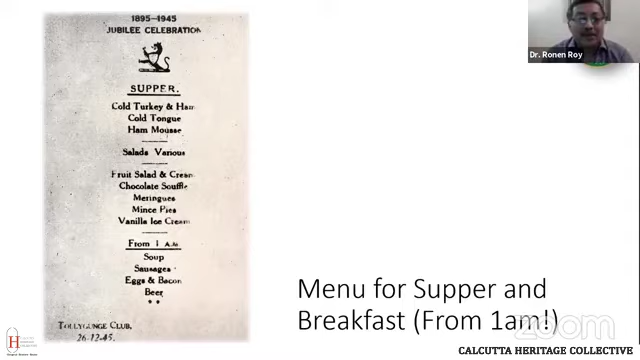 1895-1945
JUBILEE CELEBRATION
SUPPER.
Cold Turkey & Ham
Cold Tongue
Ham Mousse
Salads Various
Fruit Salad & Cream
Chocolate Souffle
Meringues
Mince Pies
Vanilla Ice Cream
From 1 A.M.
Soup
Sausages
Eggs & Bacon
Beer
TOLLYGUNGE CLUB,
26-12-45.
Dr. Ronen Roy
Menu for Supper and
Breakfast (From 1am!)
zoom
H
CALCUTTA HERITAGE COLLECTIVE